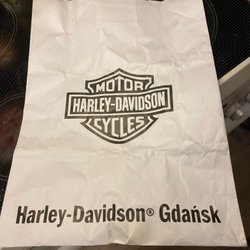 MOTOR
HARLEY-DAVIDSON
CYCLES
Harley-Davidson® Gdańsk